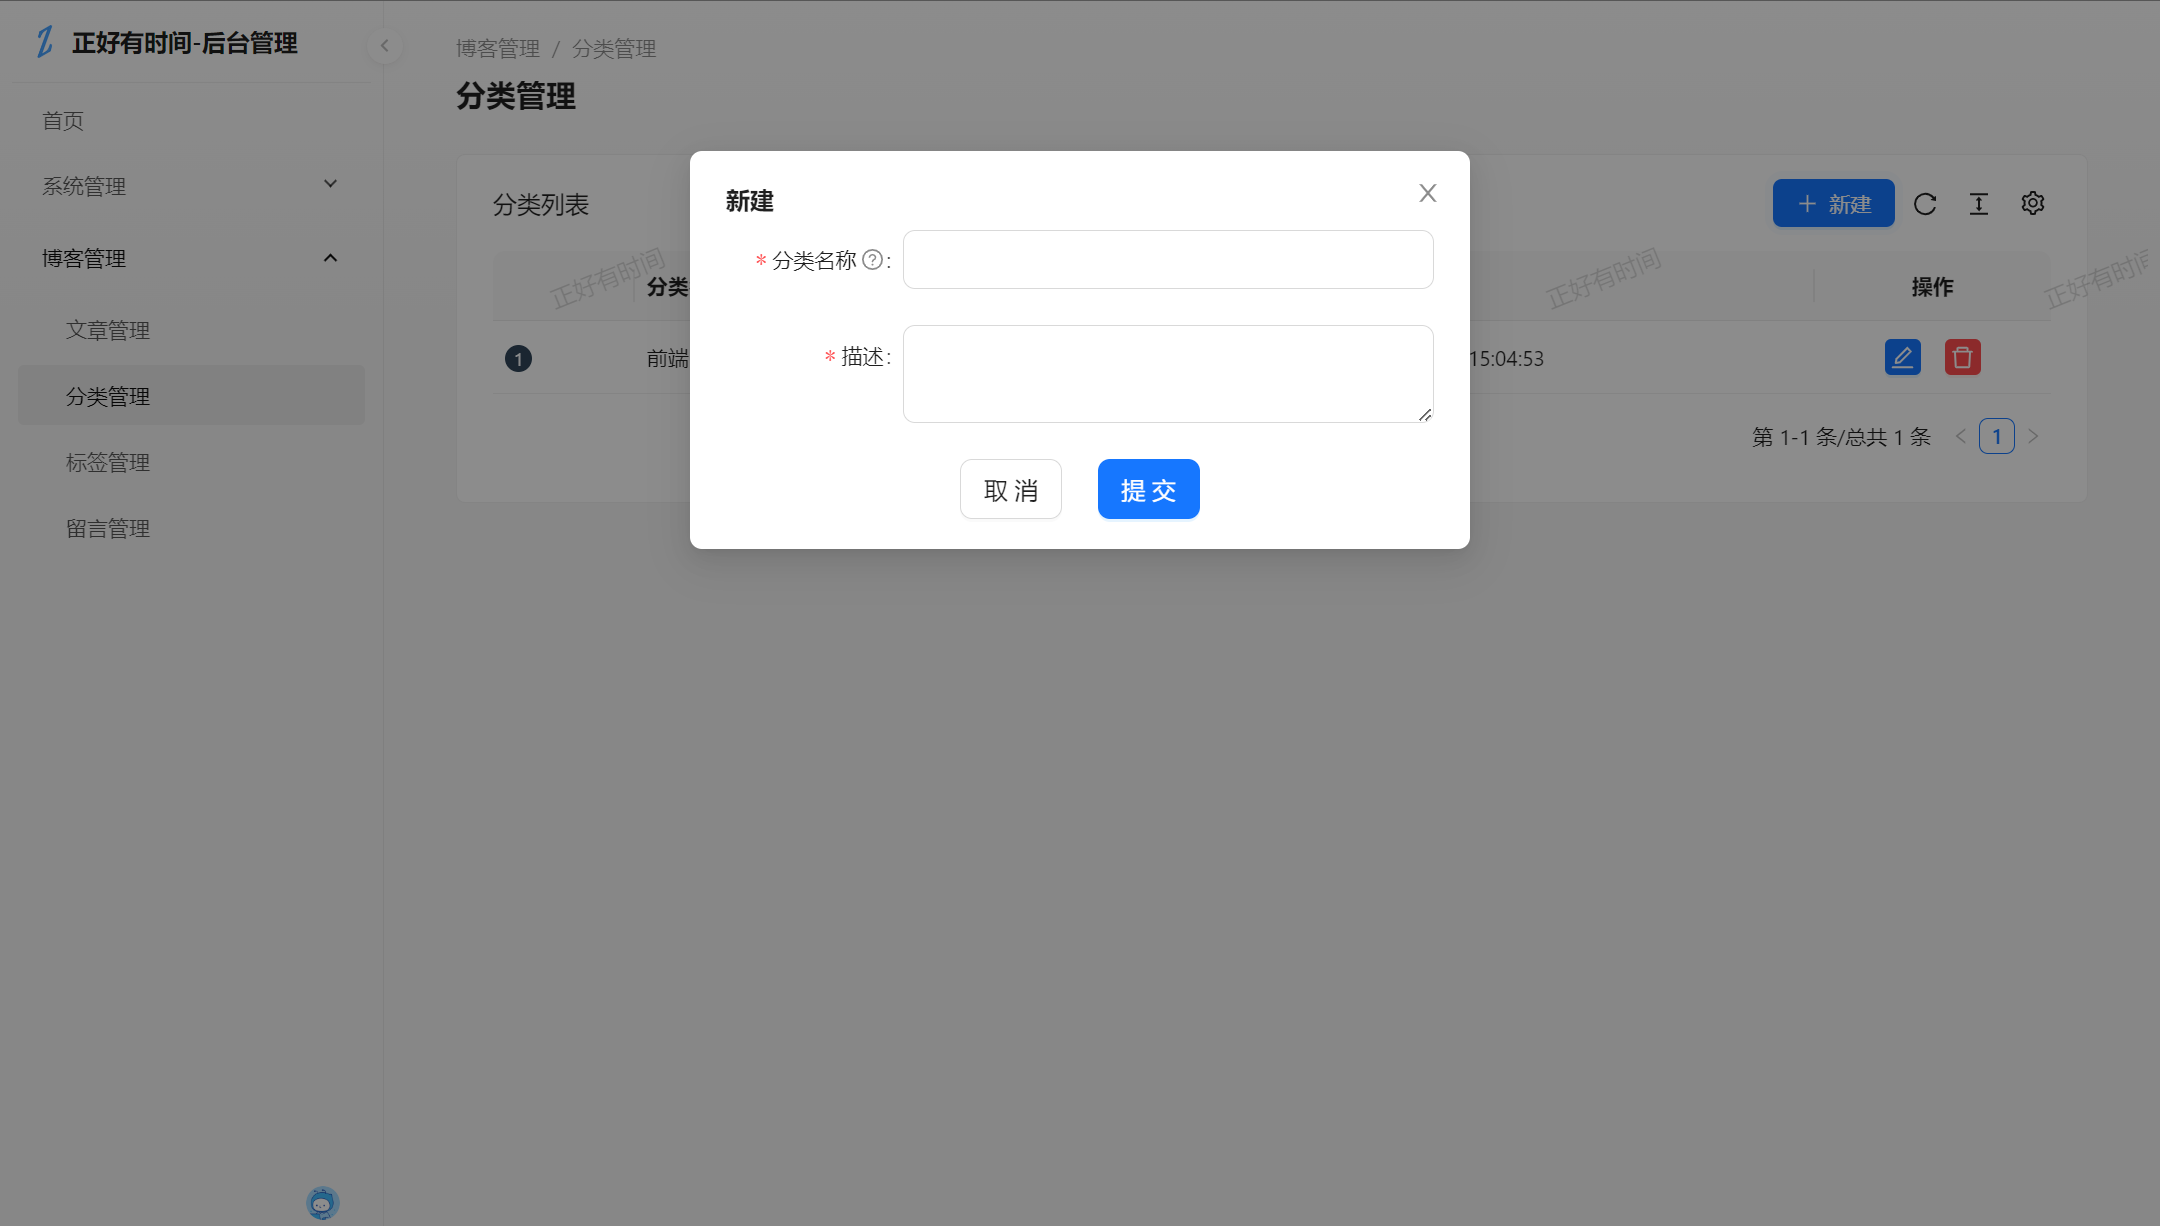 正好有时间-后台管理
首页
系统管理
博客管理
文章管理
分类管理
标签管理
留言管理
博客管理 / 分类管理
分类管理
分类列表
新建
分类
操作
正好有时间
正好有时间
正好有时间
1
前端
15:04:53
第 1-1 条/总共 1 条
1
新建
* 分类名称 ? :
* 描述 :
取 消
提 交